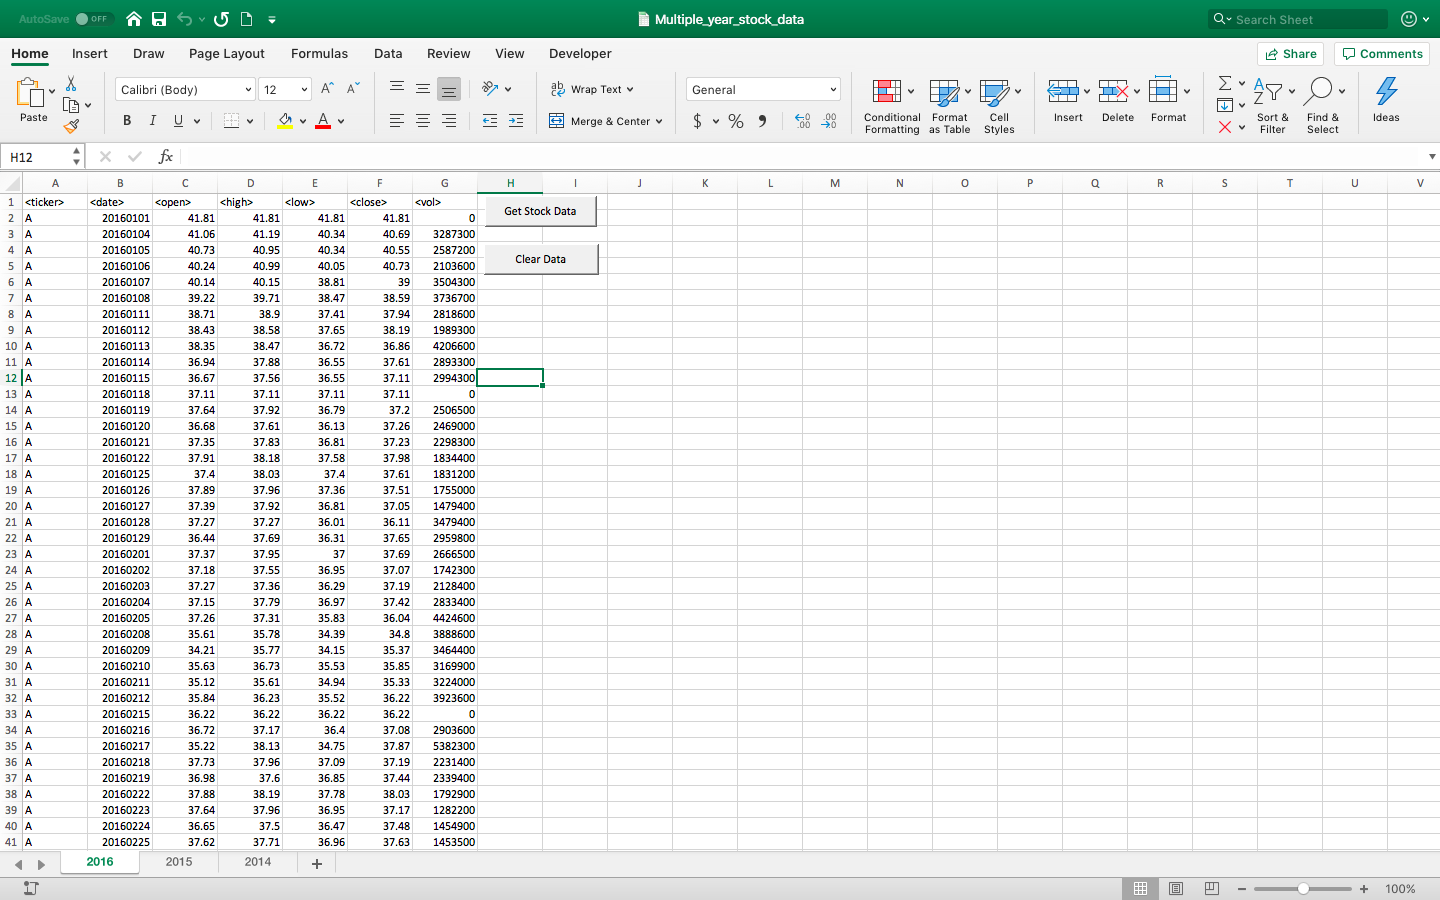 AutoSave OFF Multiple_year_stock_data Search Sheet
Home Insert Draw Page Layout Formulas Data Review View Developer Share Comments
Calibri (Body) 12 A A ab Wrap Text General
Paste B I U A Merge & Center $ % Conditional Formatting Format as Table Cell Styles Insert Delete Format Sort & Filter Find & Select Ideas
H12 fx
A B C D E F G H I J K L M N O P Q R S T U V
1 <ticker> <date> <open> <high> <low> <close> <vol> Get Stock Data
2 A 20160101 41.81 41.81 41.81 41.81 0
3 A 20160104 41.06 41.19 40.34 40.69 3287300
4 A 20160105 40.73 40.95 40.34 40.55 2587200 Clear Data
5 A 20160106 40.24 40.99 40.05 40.73 2103600
6 A 20160107 40.14 40.15 38.81 39 3504300
7 A 20160108 39.22 39.71 38.47 38.59 3736700
8 A 20160111 38.71 38.9 37.41 37.94 2818600
9 A 20160112 38.43 38.58 37.65 38.19 1989300
10 A 20160113 38.35 38.47 36.72 36.86 4206600
11 A 20160114 36.94 37.88 36.55 37.61 2893300
12 A 20160115 36.67 37.56 36.55 37.11 2994300
13 A 20160118 37.11 37.11 37.11 37.11 0
14 A 20160119 37.64 37.92 36.79 37.2 2506500
15 A 20160120 36.68 37.61 36.13 37.26 2469000
16 A 20160121 37.35 37.83 36.81 37.23 2298300
17 A 20160122 37.91 38.18 37.58 37.98 1834400
18 A 20160125 37.4 38.03 37.4 37.61 1831200
19 A 20160126 37.89 37.96 37.36 37.51 1755000
20 A 20160127 37.39 37.92 36.81 37.05 1479400
21 A 20160128 37.27 37.27 36.01 36.11 3479400
22 A 20160129 36.44 37.69 36.31 37.65 2959800
23 A 20160201 37.37 37.95 37 37.69 2666500
24 A 20160202 37.18 37.55 36.95 37.07 1742300
25 A 20160203 37.27 37.36 36.29 37.19 2128400
26 A 20160204 37.15 37.79 36.97 37.42 2833400
27 A 20160205 37.26 37.31 35.83 36.04 4424600
28 A 20160208 35.61 35.78 34.39 34.8 3888600
29 A 20160209 34.21 35.77 34.15 35.37 3464400
30 A 20160210 35.63 36.73 35.53 35.85 3169900
31 A 20160211 35.12 35.61 34.94 35.33 3224000
32 A 20160212 35.84 36.23 35.52 36.22 3923600
33 A 20160215 36.22 36.22 36.22 36.22 0
34 A 20160216 36.72 37.17 36.4 37.08 2903600
35 A 20160217 35.22 38.13 34.75 37.87 5382300
36 A 20160218 37.73 37.96 37.09 37.19 2231400
37 A 20160219 36.98 37.6 36.85 37.44 2339400
38 A 20160222 37.88 38.19 37.78 38.03 1792900
39 A 20160223 37.64 37.96 36.95 37.17 1282200
40 A 20160224 36.65 37.5 36.47 37.48 1454900
41 A 20160225 37.62 37.71 36.96 37.63 1453500
2016 2015 2014 +
100%